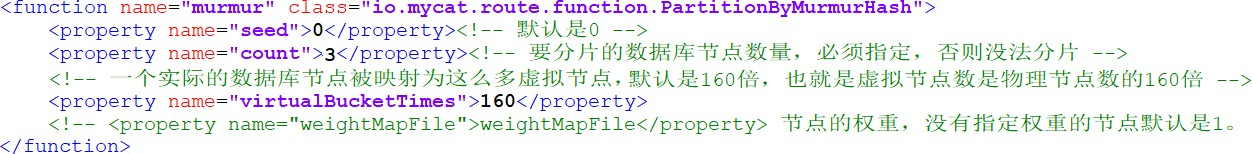 <function name="murmur" class="io.mycat.route.function.PartitionByMurmurHash">
<property name="seed">0</property><!-- 默认是0 -->
<property name="count">3</property><!-- 要分片的数据库节点数量，必须指定，否则没法分片 -->
<!-- 一个实际的数据库节点被映射为这么多虚拟节点，默认是160倍，也就是虚拟节点数是物理节点数的160倍 -->
<property name="virtualBucketTimes">160</property>
<!-- <property name="weightMapFile">weightMapFile</property> 节点的权重，没有指定权重的节点默认是1。
</function>